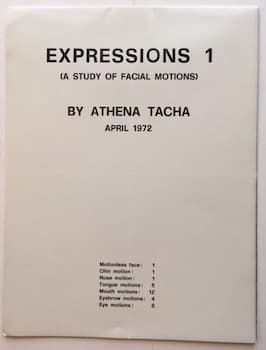 EXPRESSIONS 1
(A STUDY OF FACIAL MOTIONS)
BY ATHENA TACHA
APRIL 1972
Motionless face: 1
Chin motion: 1
Nose motion: 1
Tongue motions: 5
Mouth motions: 12
Eyebrow motions: 4
Eye motions: 8